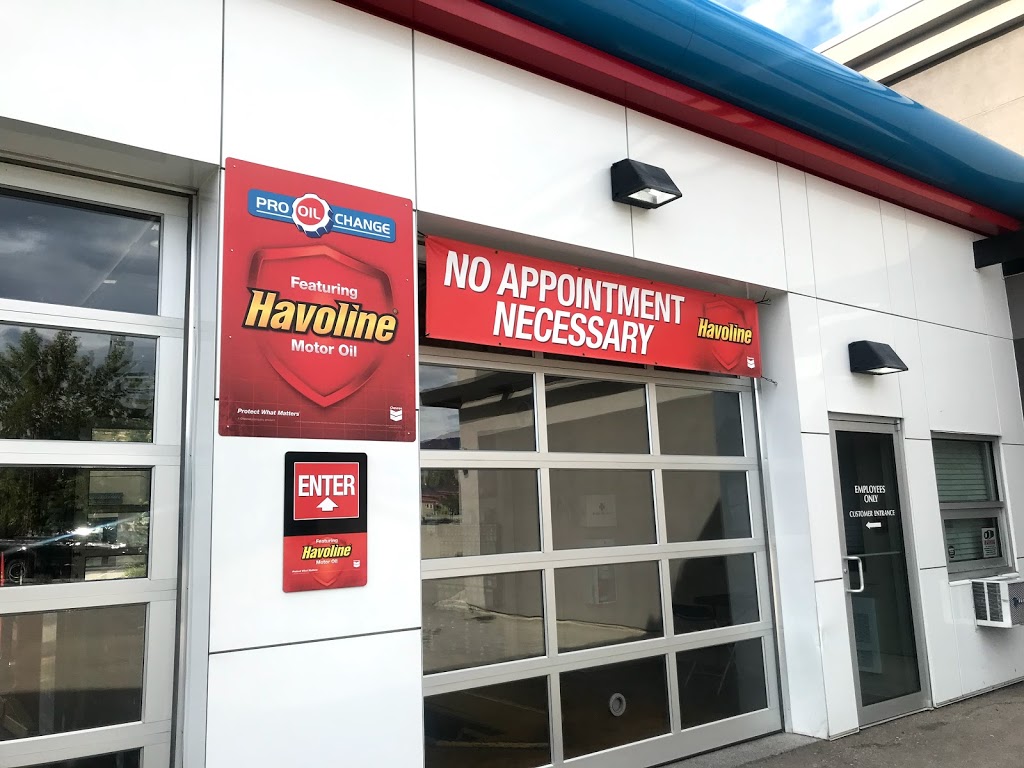 PRO OIL CHANGE
Featuring
Havoline
Motor Oil
Protect What Matters
NO APPOINTMENT
NECESSARY
Havoline
ENTER
Featuring
Havoline
Motor Oil
EMPLOYEES
ONLY
CUSTOMER ENTRANCE